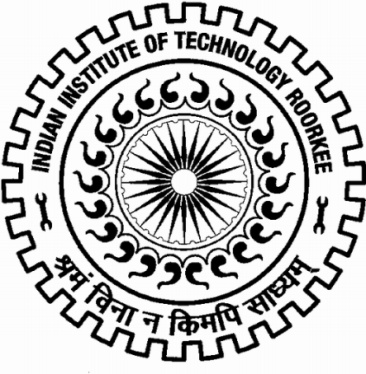 INDIAN INSTITUTE OF TECHNOLOGY ROORKEE
श्रमं विना न किमपि साध्यम्